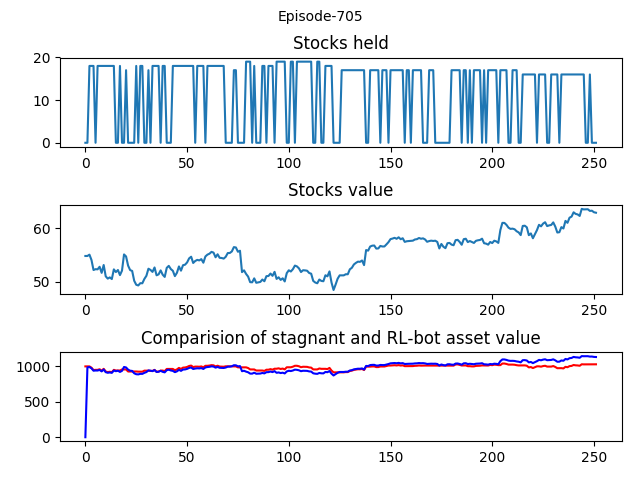 Episode-705
Stocks held
20
10
0
0 50 100 150 200 250
Stocks value
60
50
0 50 100 150 200 250
Comparision of stagnant and RL-bot asset value
1000
500
0
0 50 100 150 200 250